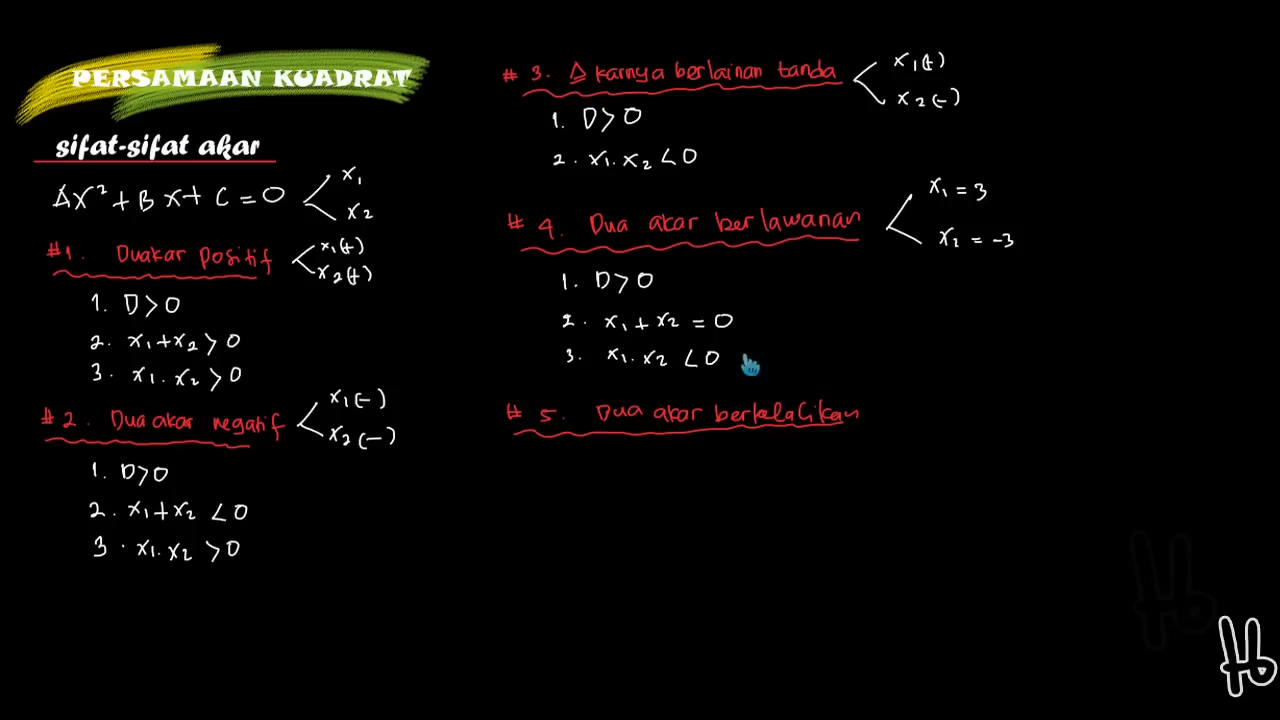 PERSAMAAN KUADRAT
sifat-sifat akar
Ax² + Bx + C = 0
x₁
x₂
#1. Duakar Positif
x₁(+)
x₂(+)
1. D > 0
2. x₁+x₂ > 0
3. x₁.x₂ > 0
#2. Dua akar negatif
x₁(-)
x₂(-)
1. D > 0
2. x₁+x₂ < 0
3. x₁.x₂ > 0
#3. Akarnya berlainan tanda
x₁(+)
x₂(-)
1. D > 0
2. x₁.x₂ < 0
#4. Dua akar berlawanan
x₁ = 3
x₂ = -3
1. D > 0
2. x₁+x₂ = 0
3. x₁.x₂ < 0
#5. Dua akar berkebalikan
Hb